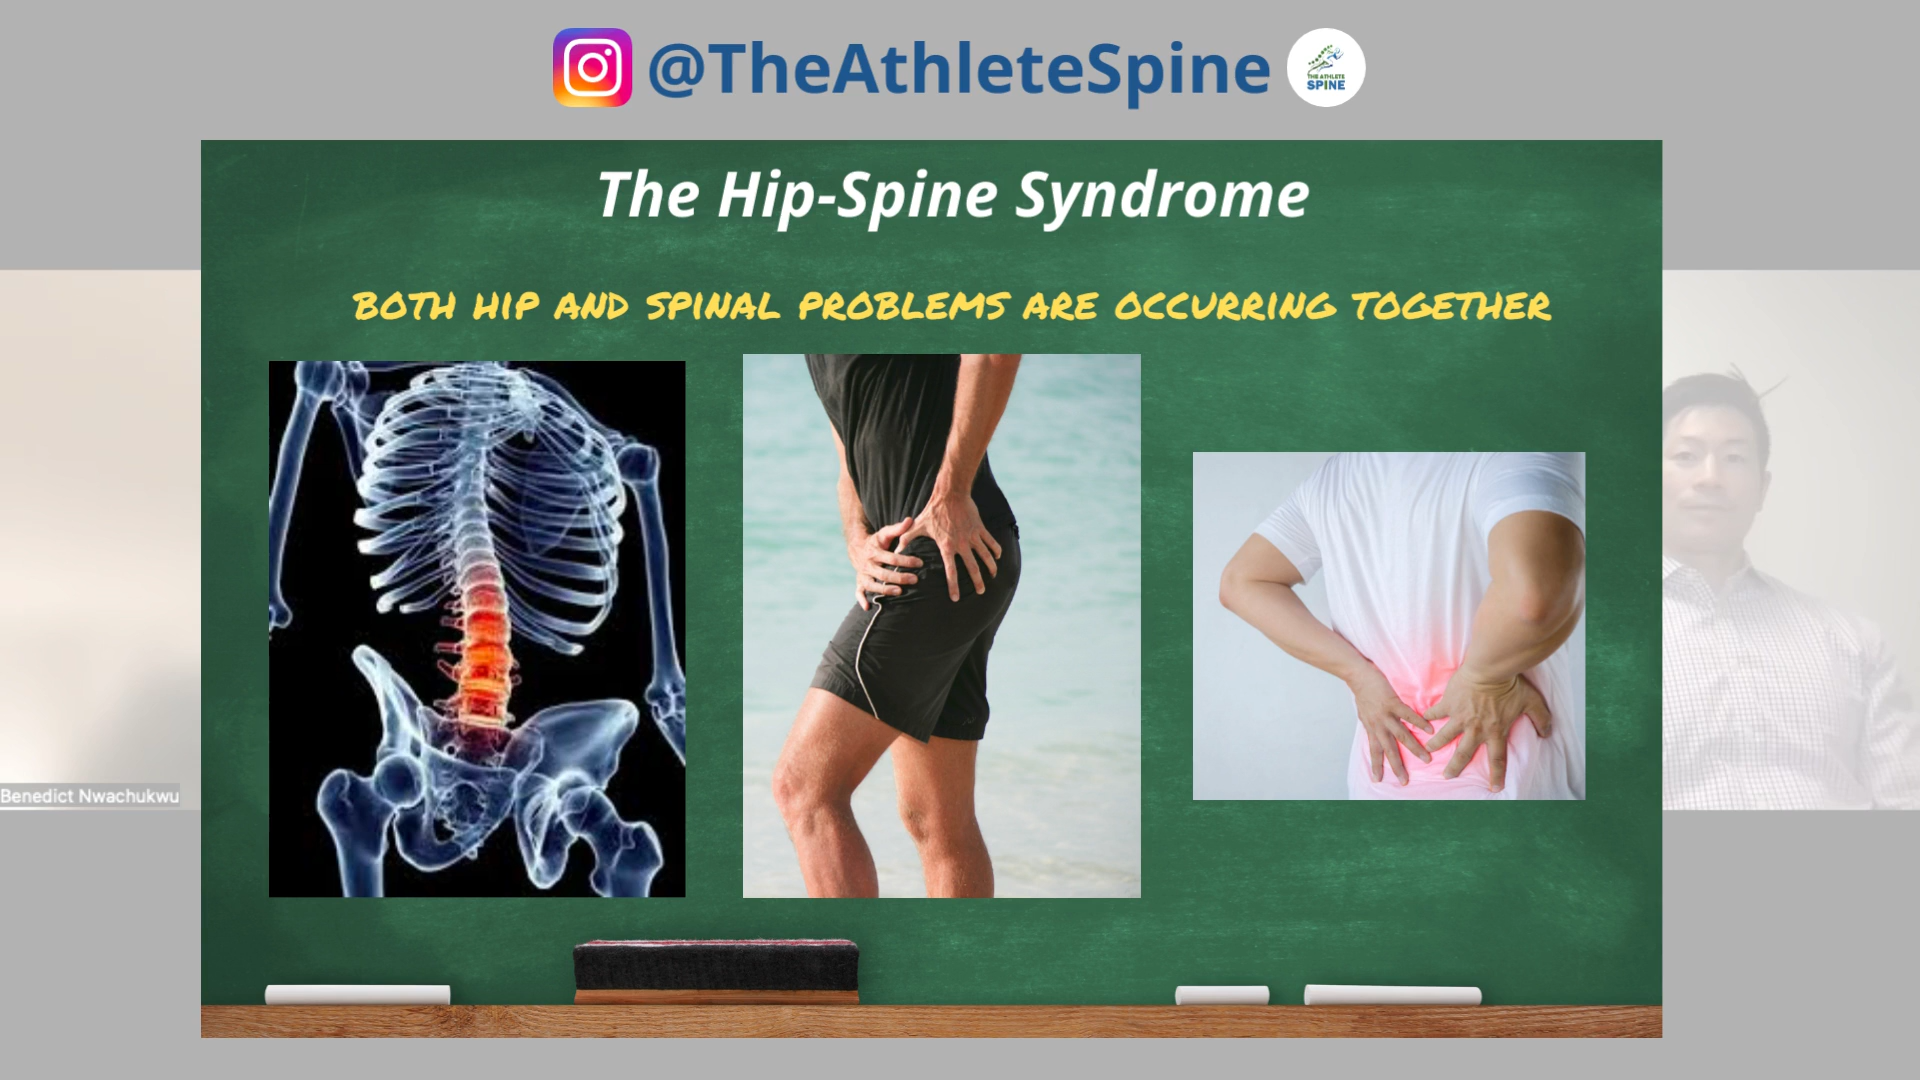 @TheAthleteSpine
THE ATHLETE
SPINE
The Hip-Spine Syndrome
BOTH HIP AND SPINAL PROBLEMS ARE OCCURRING TOGETHER
Benedict Nwachukwu